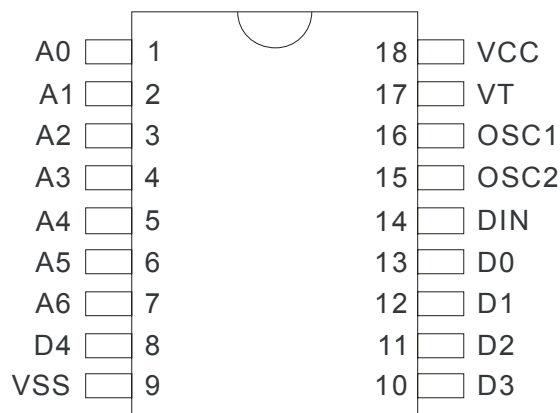 A0 1 18 VCC
A1 2 17 VT
A2 3 16 OSC1
A3 4 15 OSC2
A4 5 14 DIN
A5 6 13 D0
A6 7 12 D1
D4 8 11 D2
VSS 9 10 D3